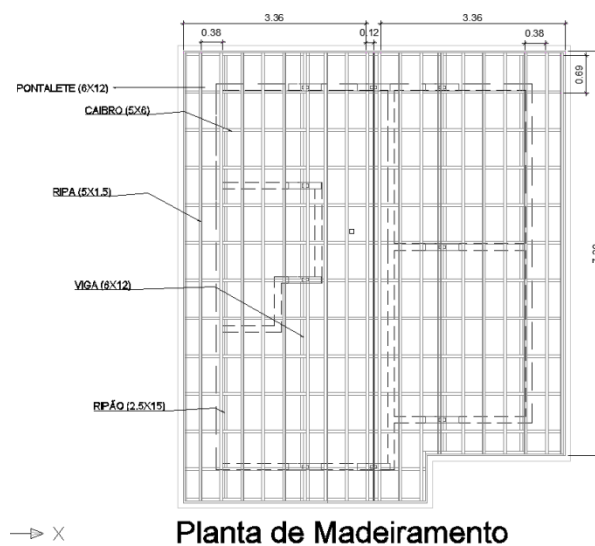 3.36
3.36
0.38
0.12
0.38
0.69
PONTALETE (6X12)
CAIBRO (5X6)
RIPA (5X1.5)
VIGA (6X12)
RIPÃO (2.5X15)
X
Planta de Madeiramento